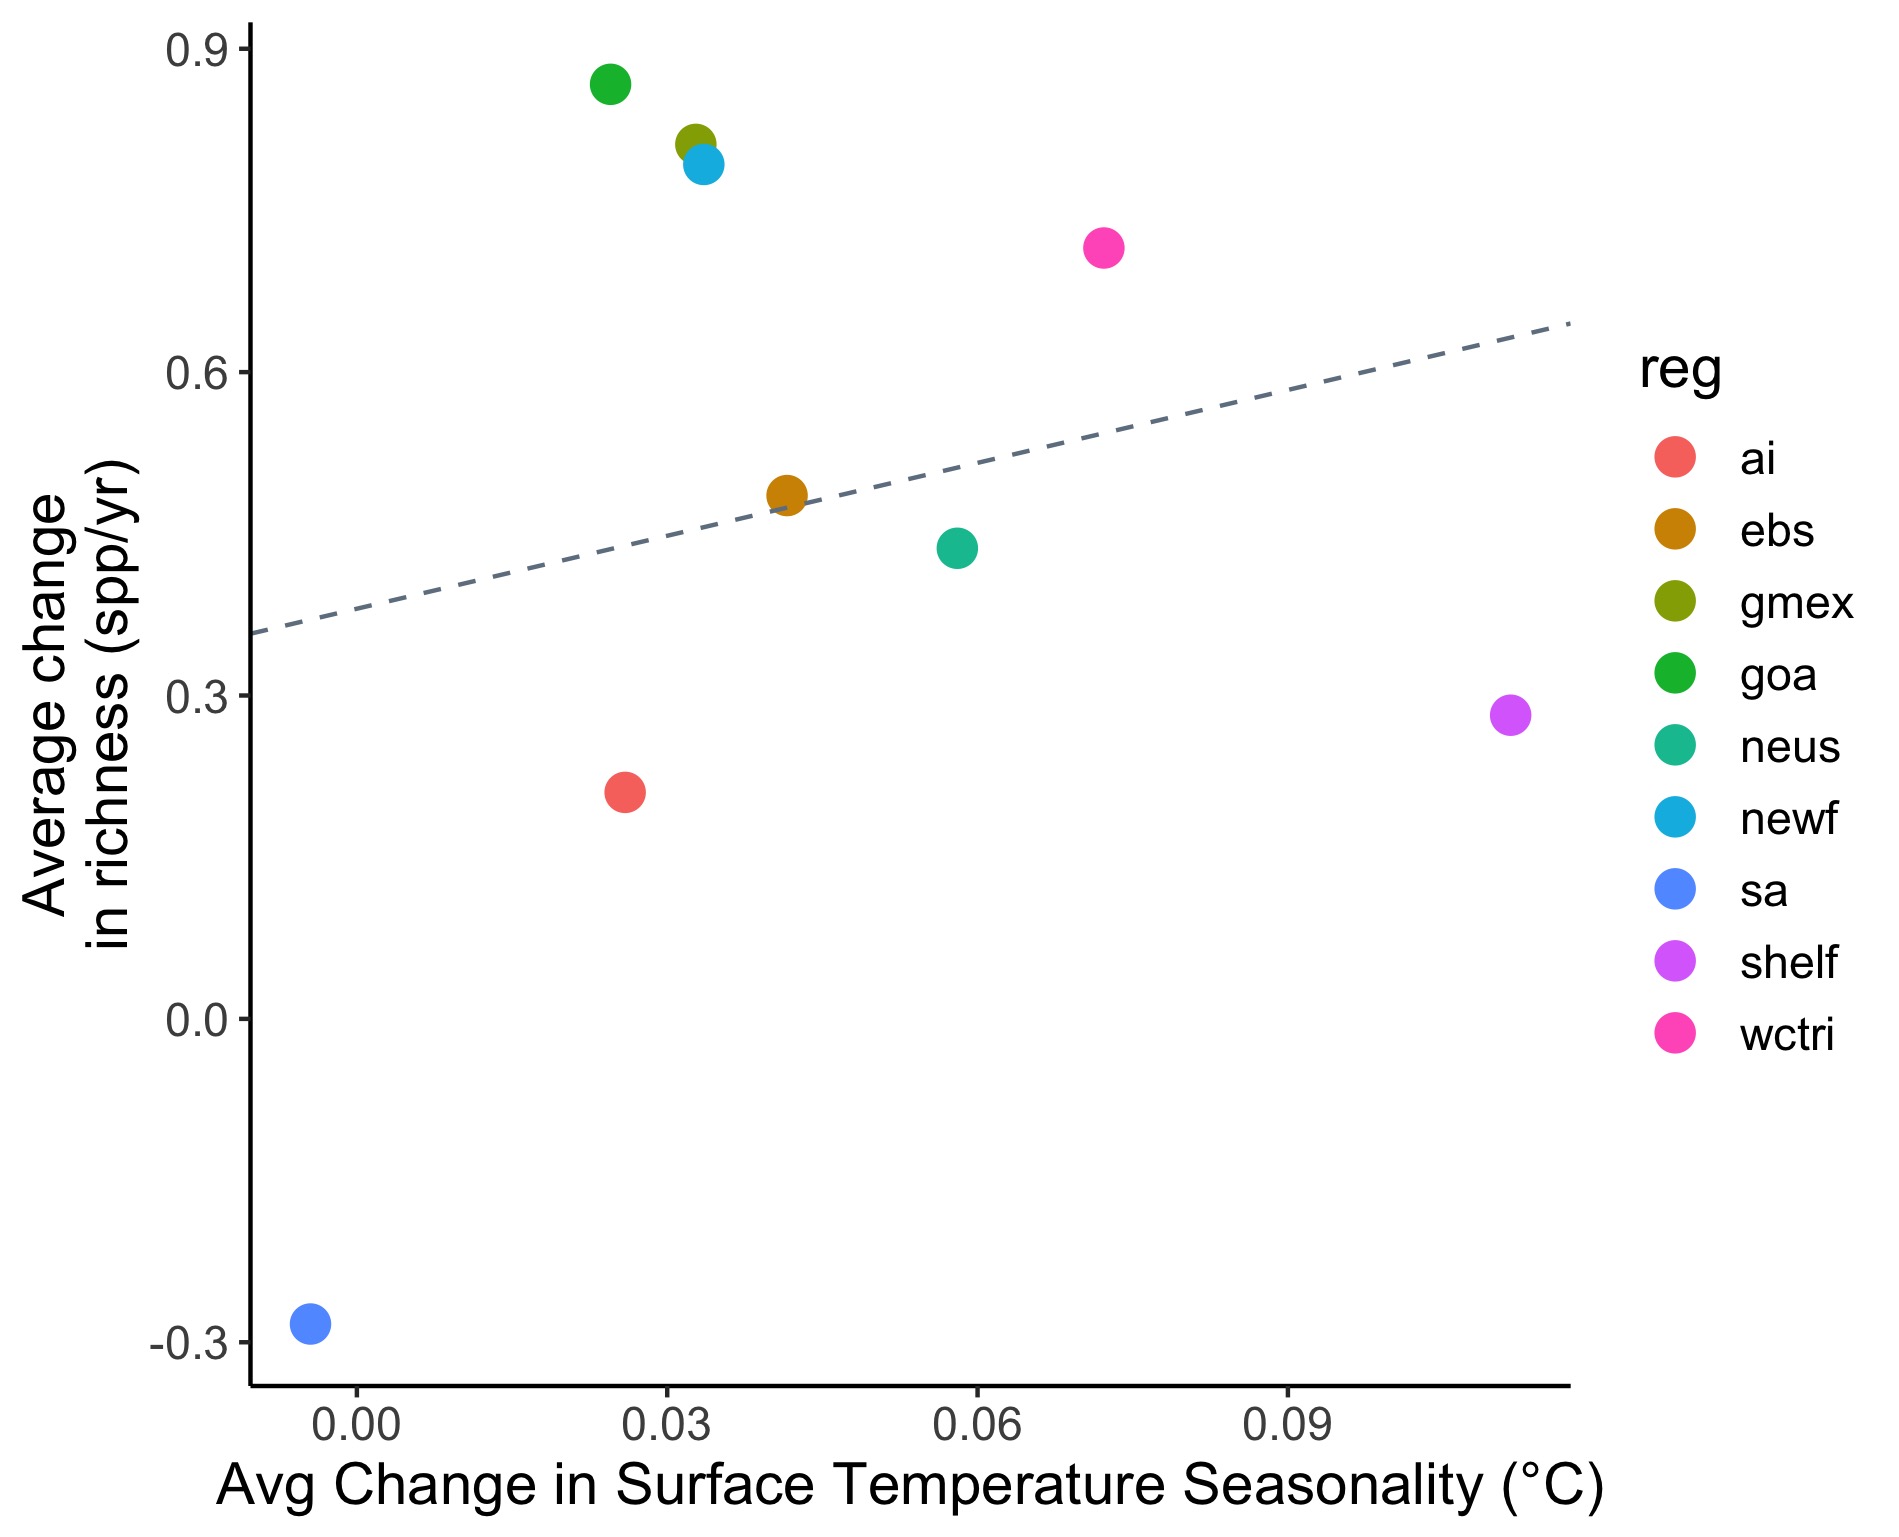 0.9
0.6
0.3
0.0
-0.3
Average change
in richness (spp/yr)
0.00 0.03 0.06 0.09
Avg Change in Surface Temperature Seasonality (°C)
reg
ai
ebs
gmex
goa
neus
newf
sa
shelf
wctri